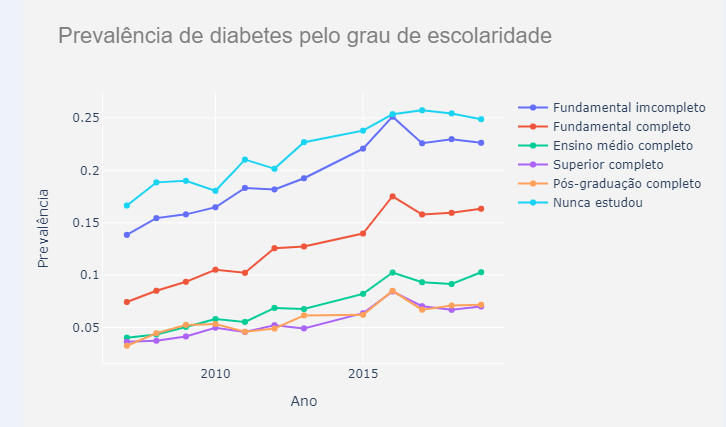 Prevalência de diabetes pelo grau de escolaridade
Fundamental imcompleto
Fundamental completo
Ensino médio completo
Superior completo
Pós-graduação completo
Nunca estudou
Prevalência
0.25
0.2
0.15
0.1
0.05
2010
2015
Ano